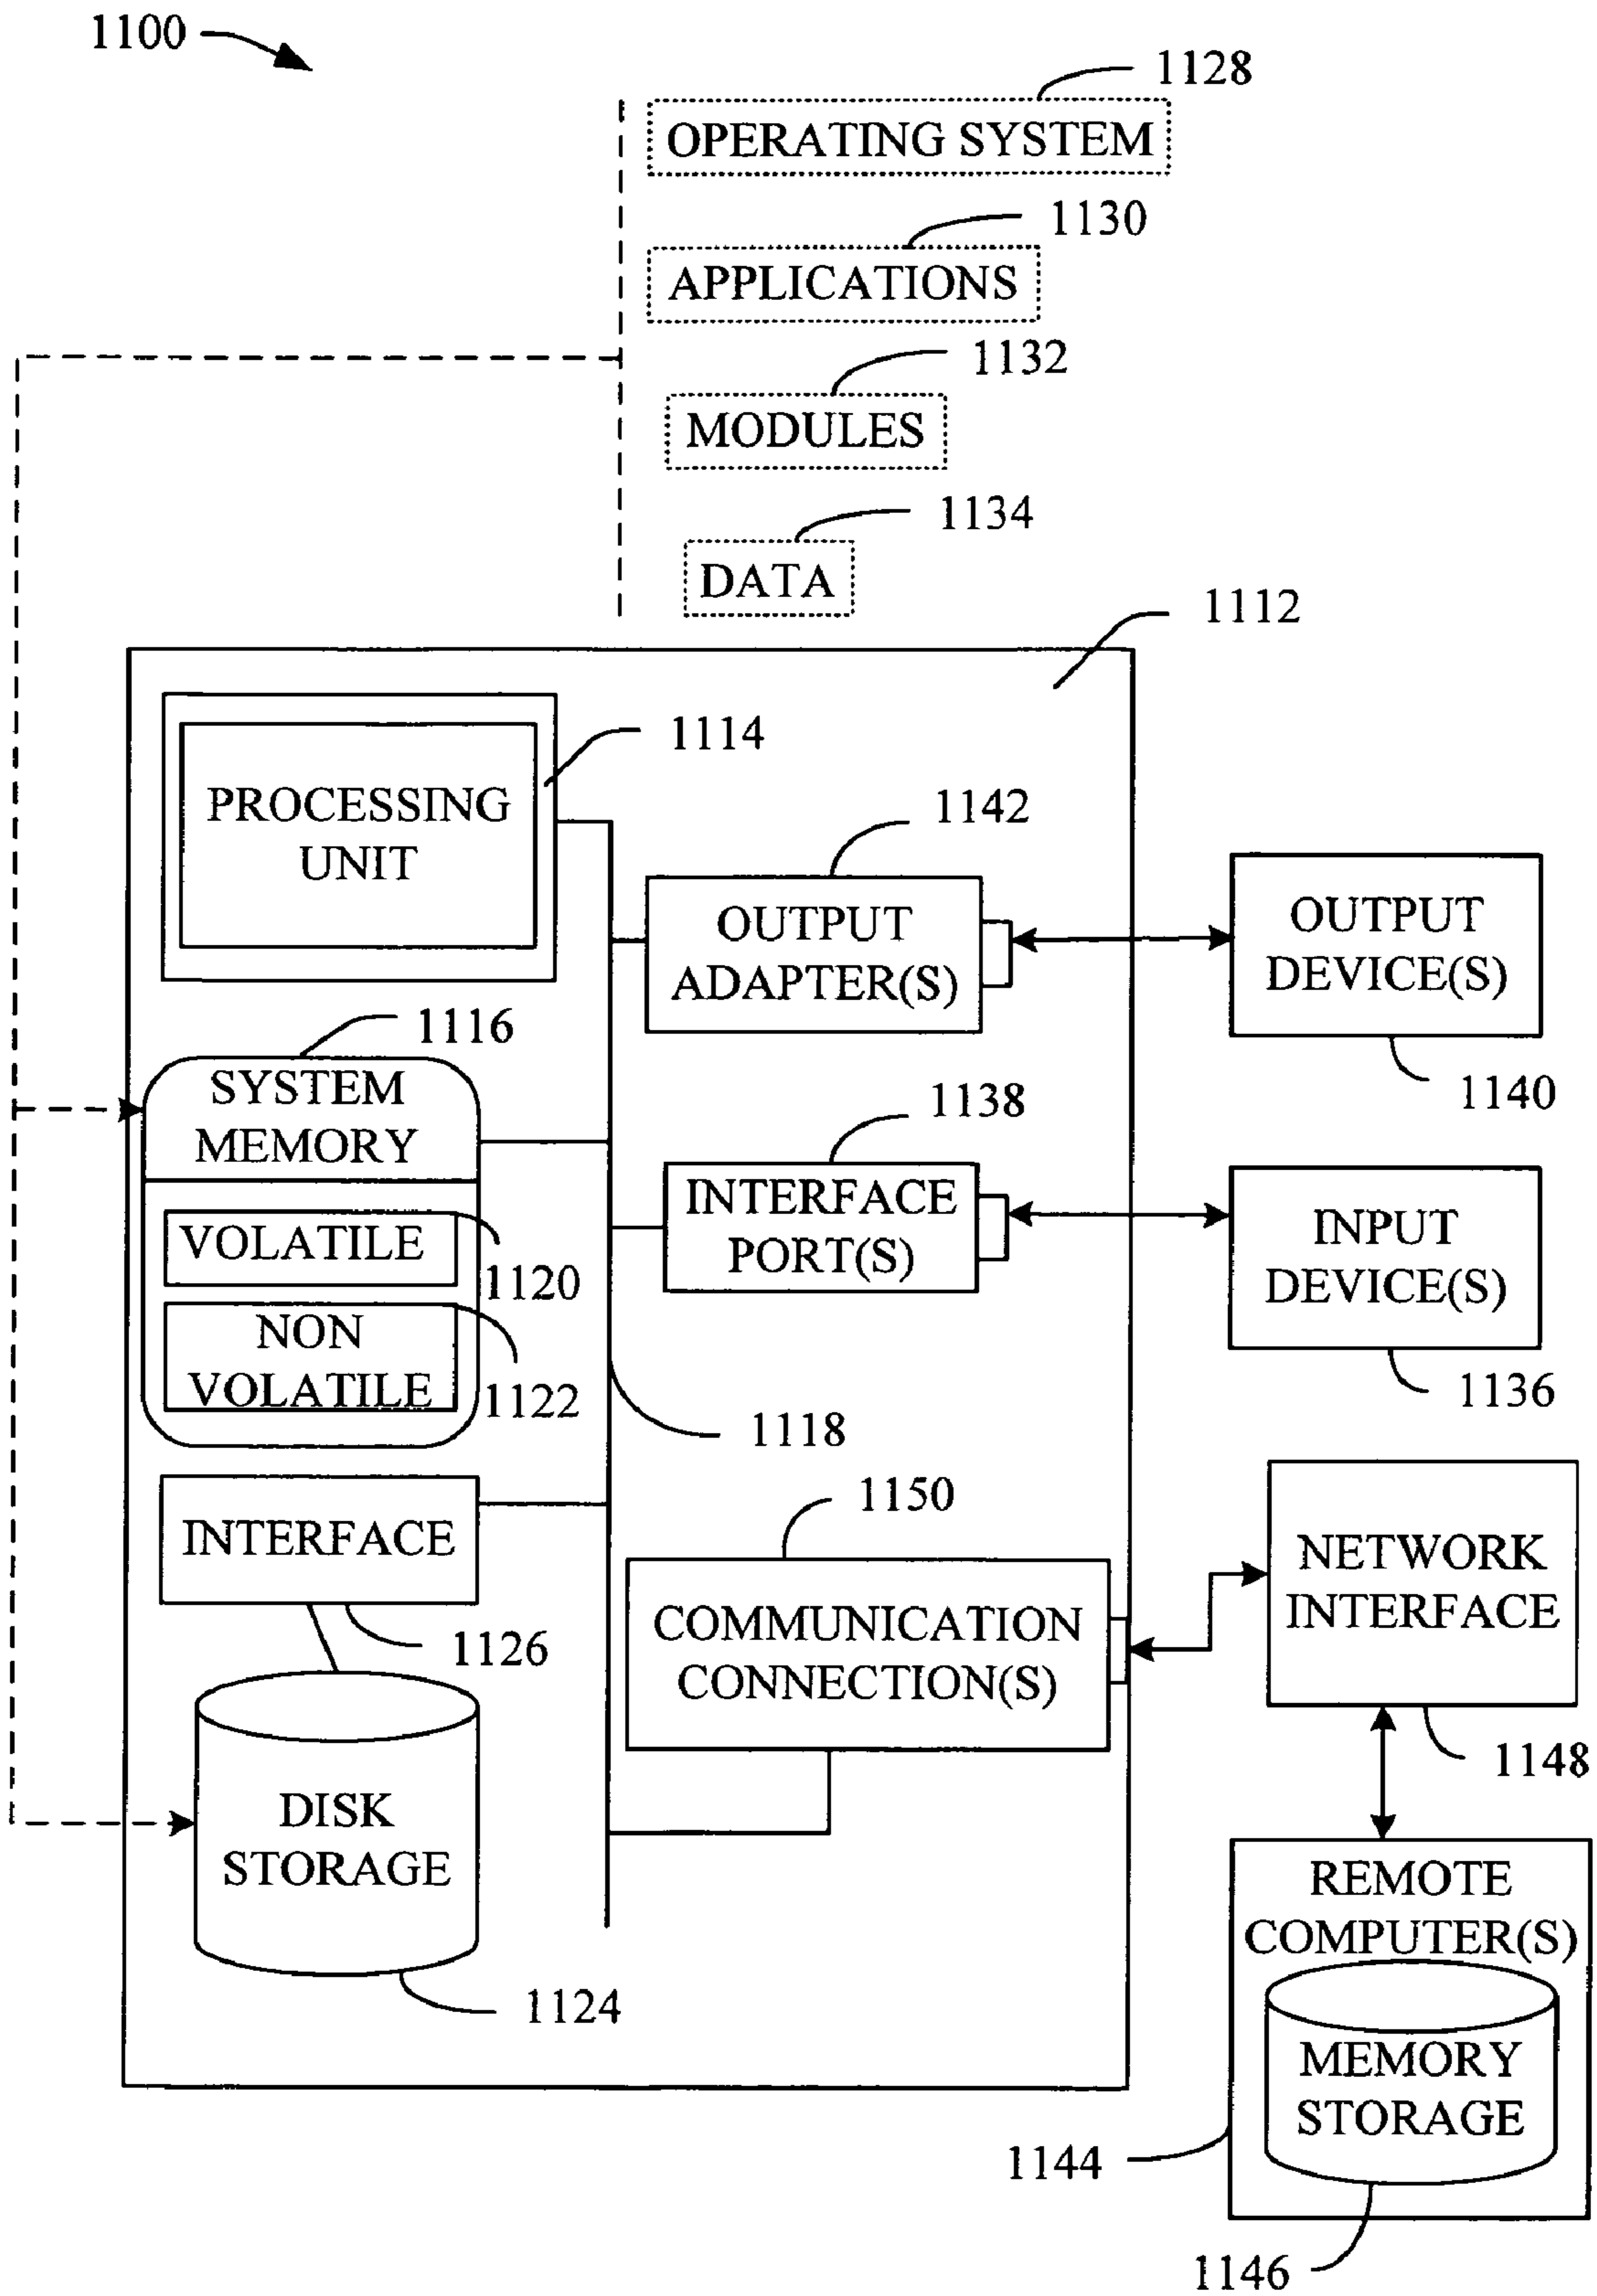 1100
1128
OPERATING SYSTEM
1130
APPLICATIONS
1132
MODULES
1134
DATA
1112
PROCESSING
UNIT
1114
1142
OUTPUT
ADAPTER(S)
OUTPUT
DEVICE(S)
1140
1116
SYSTEM
MEMORY
VOLATILE
1120
NON
VOLATILE
1122
1138
INTERFACE
PORT(S)
INPUT
DEVICE(S)
1136
1118
INTERFACE
1126
1150
COMMUNICATION
CONNECTION(S)
NETWORK
INTERFACE
1148
DISK
STORAGE
1124
REMOTE
COMPUTER(S)
MEMORY
STORAGE
1144
1146